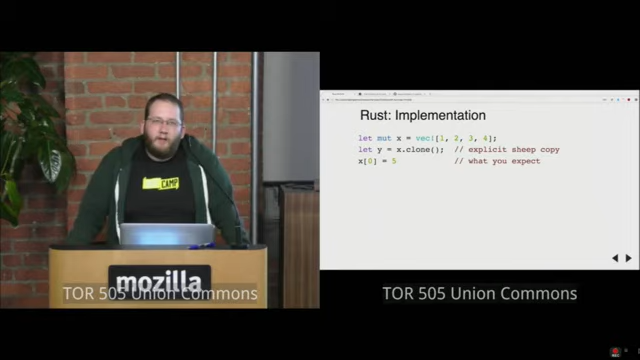 CAMP
mozilla
TOR 505 Union Commons
Rust: Implementation
let mut x = vec![1, 2, 3, 4];
let y = x.clone(); // explicit sheep copy
x[0] = 5 // what you expect
TOR 505 Union Commons